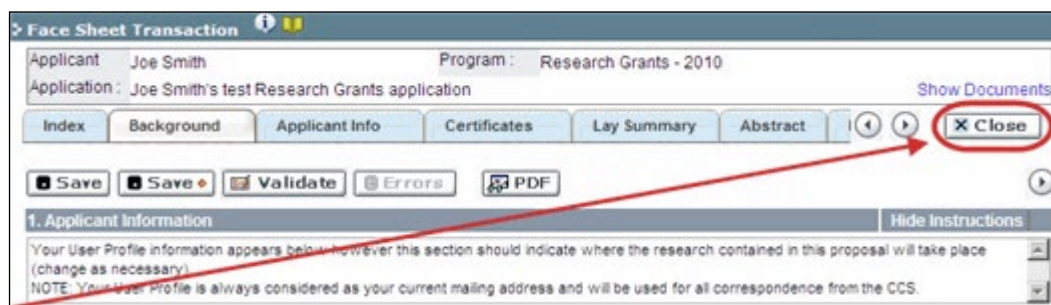 Face Sheet Transaction
Applicant Joe Smith Program : Research Grants - 2010
Application : Joe Smith's test Research Grants application Show Documents
Index Background Applicant Info Certificates Lay Summary Abstract Close
Save Save Validate Errors PDF
1. Applicant Information Hide Instructions
Your User Profile information appears below however this section should indicate where the research contained in this proposal will take place
(change as necessary)
NOTE: Your User Profile is always considered as your current mailing address and will be used for all correspondence from the CCS.